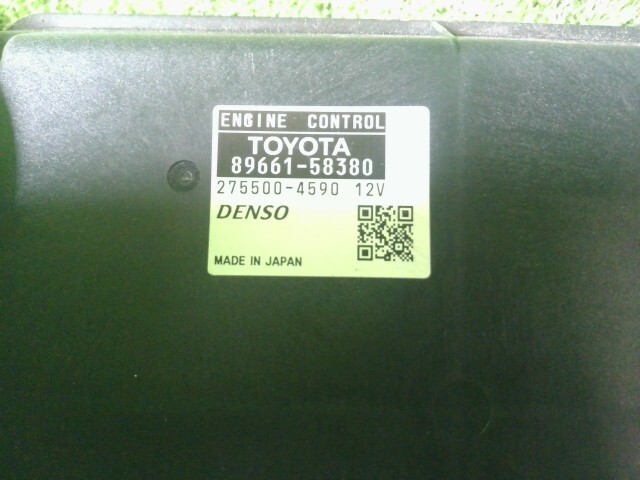 ENGINE CONTROL
TOYOTA
89661-58380
275500-4590 12V
DENSO
MADE IN JAPAN